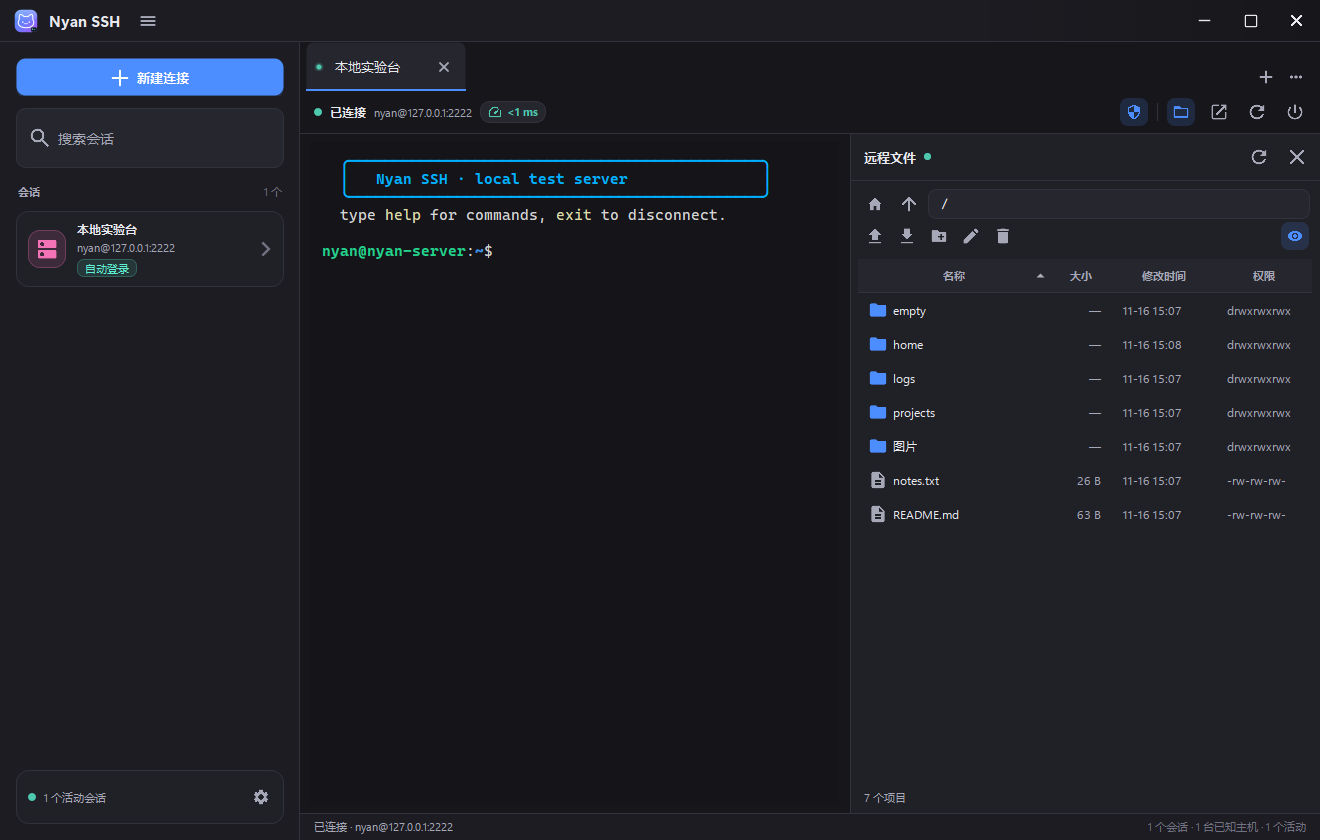 Nyan SSH
新建连接
搜索会话
会话 1 个
本地实验台
nyan@127.0.0.1:2222
自动登录
1 个活动会话
本地实验台
已连接 nyan@127.0.0.1:2222 <1 ms
Nyan SSH · local test server
type help for commands, exit to disconnect.
nyan@nyan-server:~$
远程文件
/
名称 大小 修改时间 权限
empty — 11-16 15:07 drwxrwxrwx
home — 11-16 15:08 drwxrwxrwx
logs — 11-16 15:07 drwxrwxrwx
projects — 11-16 15:07 drwxrwxrwx
图片 — 11-16 15:07 drwxrwxrwx
notes.txt 26 B 11-16 15:07 -rw-rw-rw-
README.md 63 B 11-16 15:07 -rw-rw-rw-
7 个项目
已连接 · nyan@127.0.0.1:2222
1 个会话 · 1 台已知主机 · 1 个活动